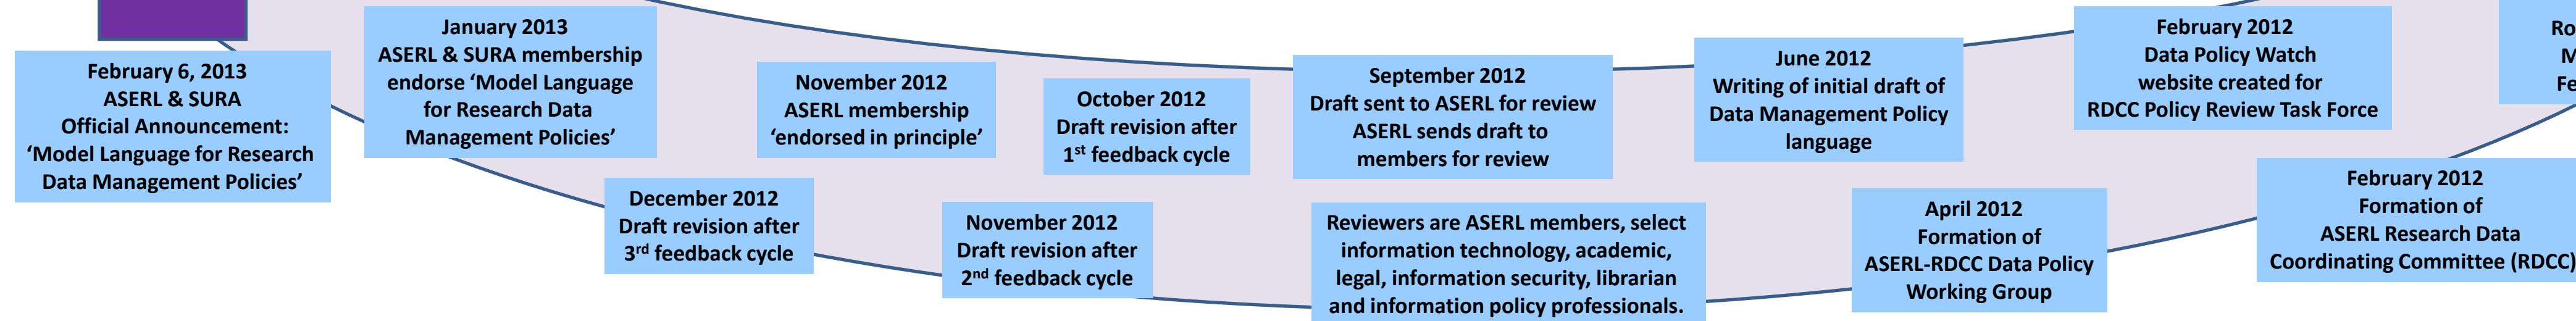 February 6, 2013
ASERL & SURA
Official Announcement:
‘Model Language for Research
Data Management Policies’
January 2013
ASERL & SURA membership
endorse ‘Model Language
for Research Data
Management Policies’
December 2012
Draft revision after
3rd feedback cycle
November 2012
ASERL membership
‘endorsed in principle’
November 2012
Draft revision after
2nd feedback cycle
October 2012
Draft revision after
1st feedback cycle
September 2012
Draft sent to ASERL for review
ASERL sends draft to
members for review
Reviewers are ASERL members, select
information technology, academic,
legal, information security, librarian
and information policy professionals.
June 2012
Writing of initial draft of
Data Management Policy
language
April 2012
Formation of
ASERL-RDCC Data Policy
Working Group
February 2012
Data Policy Watch
website created for
RDCC Policy Review Task Force
February 2012
Formation of
ASERL Research Data
Coordinating Committee (RDCC)